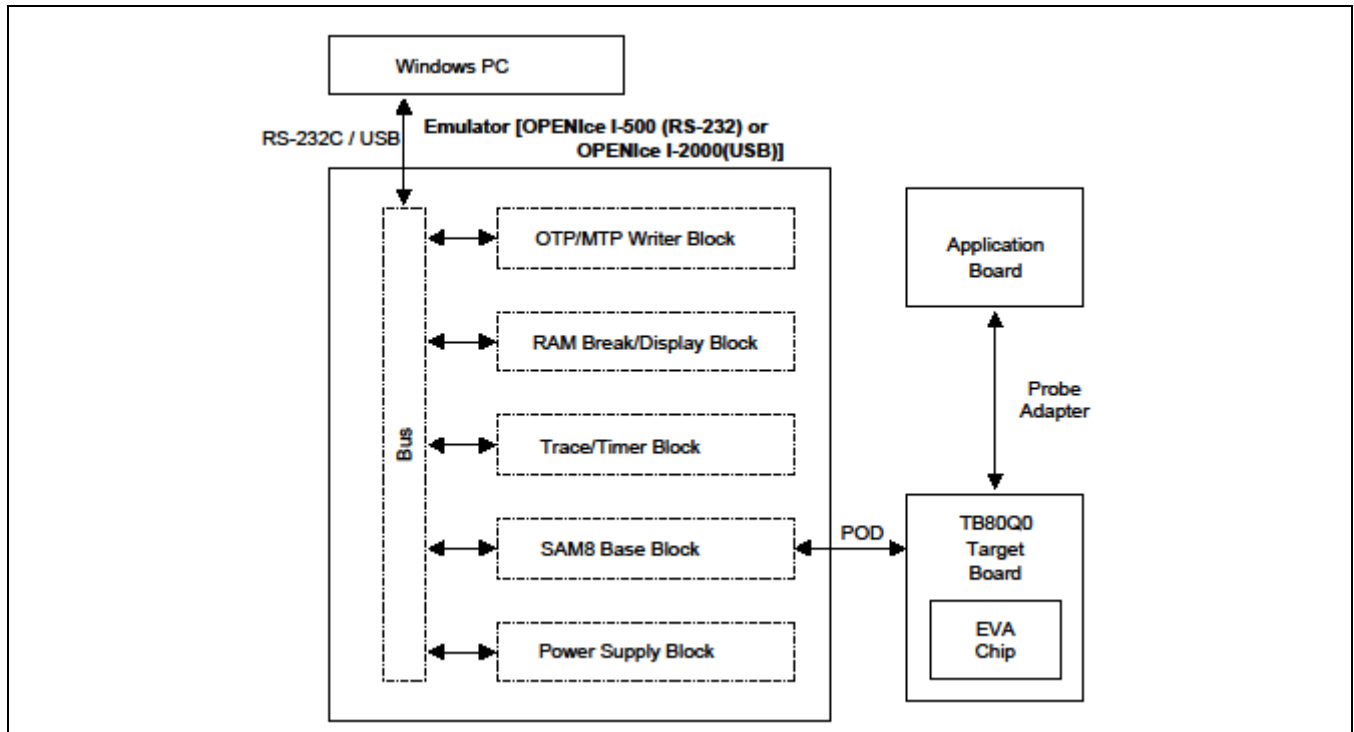 Windows PC
RS-232C / USB
Emulator [OPENIce I-500 (RS-232) or
OPENIce I-2000(USB)]
Bus
OTP/MTP Writer Block
RAM Break/Display Block
Trace/Timer Block
SAM8 Base Block
Power Supply Block
POD
Application
Board
Probe
Adapter
TB80Q0
Target
Board
EVA
Chip